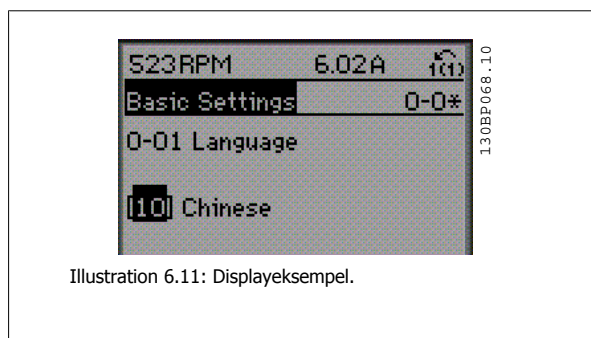 523RPM 6.02A 1(1)
Basic Settings 0-0*
0-01 Language
[10] Chinese
130BP068.10
Illustration 6.11: Displayeksempel.